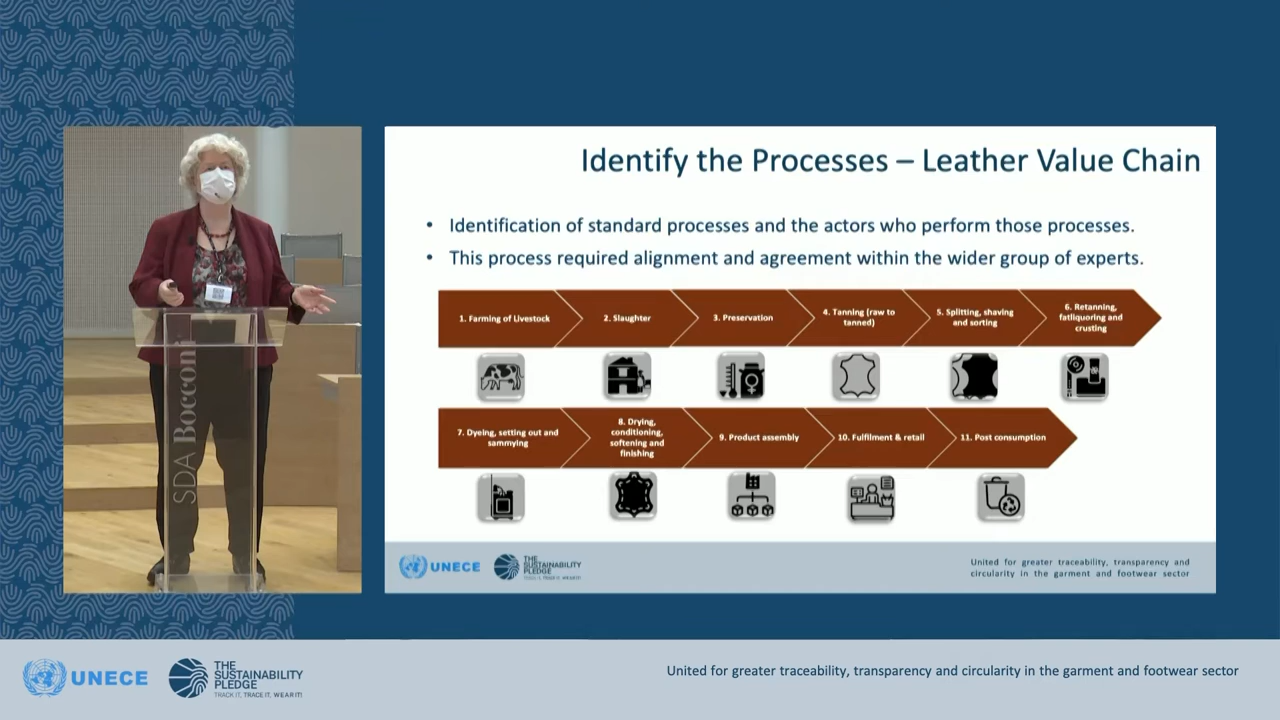 Identify the Processes – Leather Value Chain
• Identification of standard processes and the actors who perform those processes.
• This process required alignment and agreement within the wider group of experts.
1. Farming of Livestock
2. Slaughter
3. Preservation
4. Tanning (raw to
tanned)
5. Splitting, shaving
and sorting
6. Retanning,
fatliquoring and
crusting
7. Dyeing, setting out and
sammying
8. Drying,
conditioning,
softening and
finishing
9. Product assembly
10. Fulfilment & retail
11. Post consumption
SDA Bocconi
UNECE
THE
SUSTAINABILITY
PLEDGE
TRACK IT, TRACE IT, WEAR IT!
United for greater traceability, transparency and
circularity in the garment and footwear sector
UNECE
THE
SUSTAINABILITY
PLEDGE
TRACK IT, TRACE IT, WEAR IT!
United for greater traceability, transparency and circularity in the garment and footwear sector